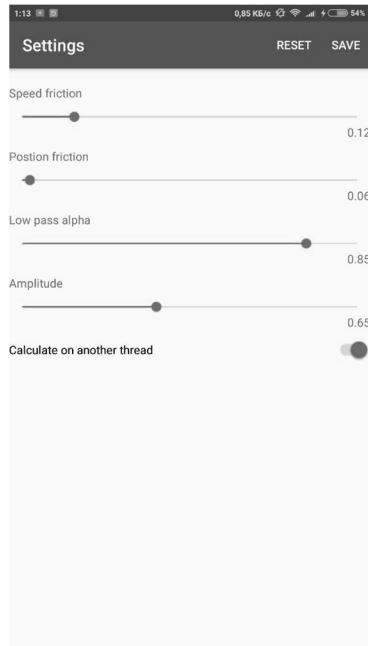 1:13 0,85 КБ/с 54%
Settings RESET SAVE
Speed friction
0.12
Postion friction
0.06
Low pass alpha
0.85
Amplitude
0.65
Calculate on another thread